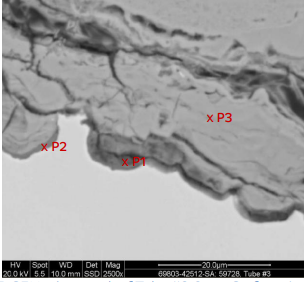 x P3
x P2
x P1
HV Spot WD Det Mag 20.0µm
20.0 kV 5.5 10.0 mm SSD 2500x 69803-42512-SA: 59728, Tube #3